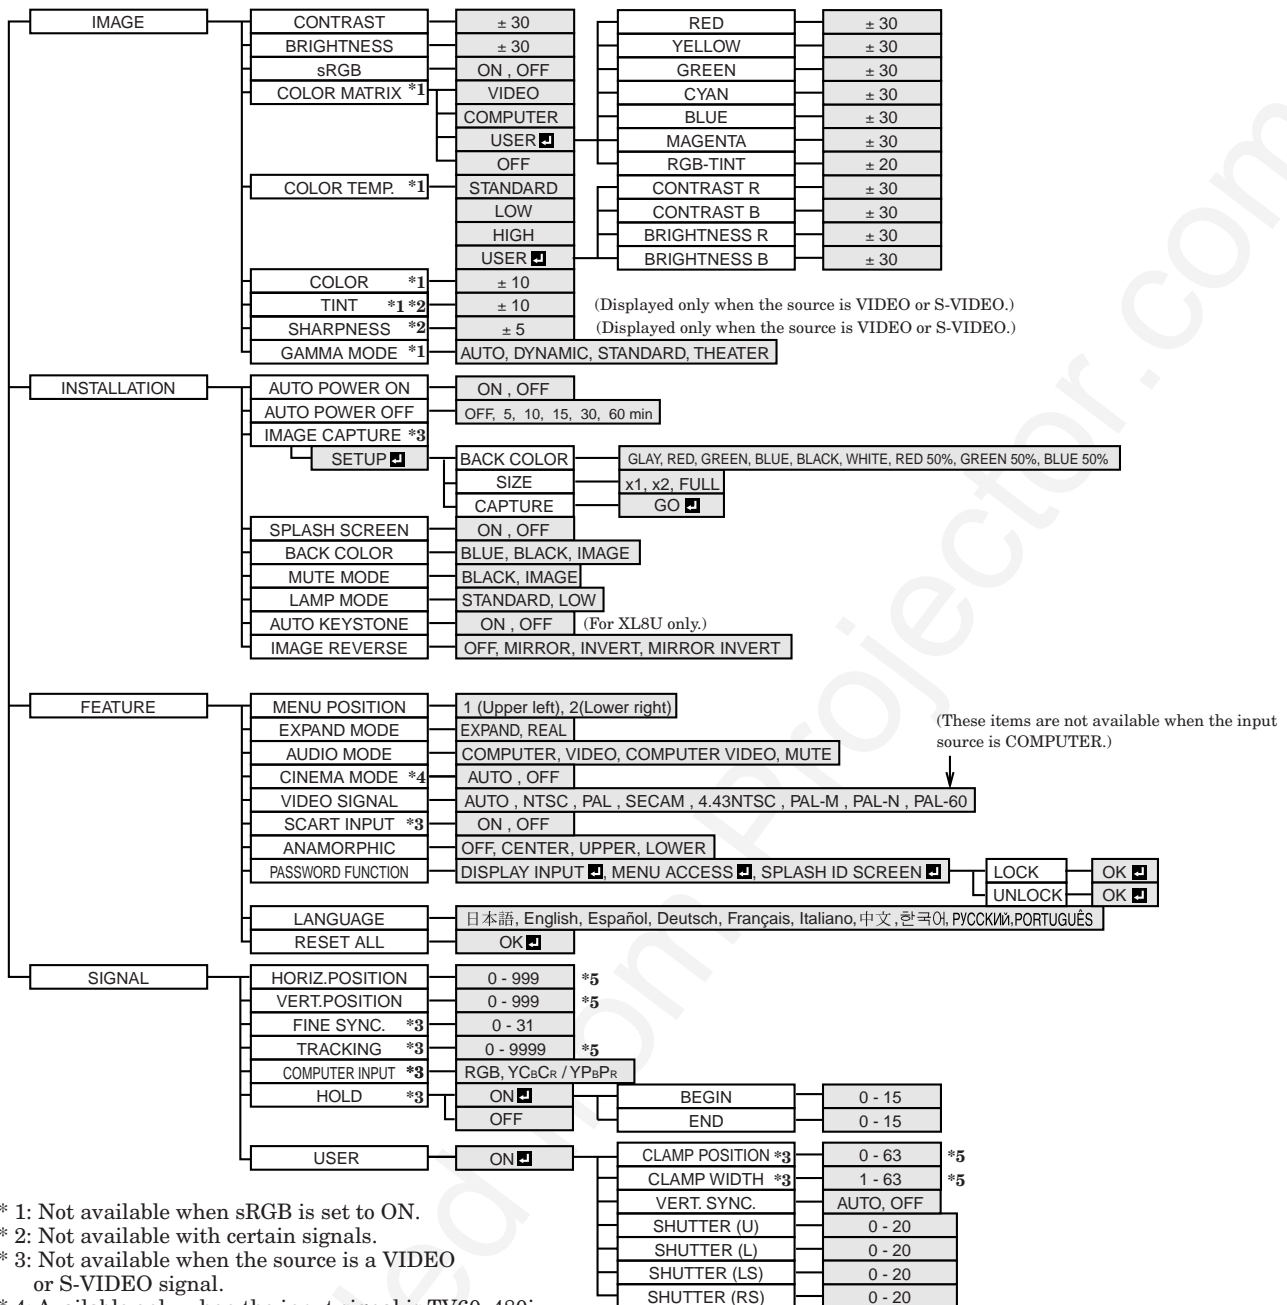 IMAGE CONTRAST ± 30 RED ± 30
BRIGHTNESS ± 30 YELLOW ± 30
sRGB ON , OFF GREEN ± 30
COLOR MATRIX *1 VIDEO CYAN ± 30
COMPUTER BLUE ± 30
USER MAGENTA ± 30
OFF RGB-TINT ± 20
COLOR TEMP. *1 STANDARD CONTRAST R ± 30
LOW CONTRAST B ± 30
HIGH BRIGHTNESS R ± 30
USER BRIGHTNESS B ± 30
COLOR *1 ± 10
TINT *1 *2 ± 10 (Displayed only when the source is VIDEO or S-VIDEO.)
SHARPNESS *2 ± 5 (Displayed only when the source is VIDEO or S-VIDEO.)
GAMMA MODE *1 AUTO, DYNAMIC, STANDARD, THEATER
INSTALLATION AUTO POWER ON ON , OFF
AUTO POWER OFF OFF, 5, 10, 15, 30, 60 min
IMAGE CAPTURE *3
SETUP BACK COLOR GLAY, RED, GREEN, BLUE, BLACK, WHITE, RED 50%, GREEN 50%, BLUE 50%
SIZE x1, x2, FULL
CAPTURE GO
SPLASH SCREEN ON , OFF
BACK COLOR BLUE, BLACK, IMAGE
MUTE MODE BLACK, IMAGE
LAMP MODE STANDARD, LOW
AUTO KEYSTONE ON , OFF (For XL8U only.)
IMAGE REVERSE OFF, MIRROR, INVERT, MIRROR INVERT
FEATURE MENU POSITION 1 (Upper left), 2(Lower right)
EXPAND MODE EXPAND, REAL
(These items are not available when the input
source is COMPUTER.)
AUDIO MODE COMPUTER, VIDEO, COMPUTER VIDEO, MUTE
CINEMA MODE *4 AUTO , OFF
VIDEO SIGNAL AUTO , NTSC , PAL , SECAM , 4.43NTSC , PAL-M , PAL-N , PAL-60
SCART INPUT *3 ON , OFF
ANAMORPHIC OFF, CENTER, UPPER, LOWER
PASSWORD FUNCTION DISPLAY INPUT , MENU ACCESS , SPLASH ID SCREEN LOCK OK
UNLOCK OK
LANGUAGE 日本語, English, Español, Deutsch, Français, Italiano, 中文, 한국어, РУССКИЙ, PORTUGUÊS
RESET ALL OK
SIGNAL HORIZ.POSITION 0 - 999 *5
VERT.POSITION 0 - 999 *5
FINE SYNC. *3 0 - 31
TRACKING *3 0 - 9999 *5
COMPUTER INPUT *3 RGB, YCBCR / YPBPR
HOLD *3 ON BEGIN 0 - 15
OFF END 0 - 15
USER ON CLAMP POSITION *3 0 - 63 *5
CLAMP WIDTH *3 1 - 63 *5
VERT. SYNC. AUTO, OFF
SHUTTER (U) 0 - 20
SHUTTER (L) 0 - 20
SHUTTER (LS) 0 - 20
SHUTTER (RS) 0 - 20
* 1: Not available when sRGB is set to ON.
* 2: Not available with certain signals.
* 3: Not available when the source is a VIDEO
or S-VIDEO signal.